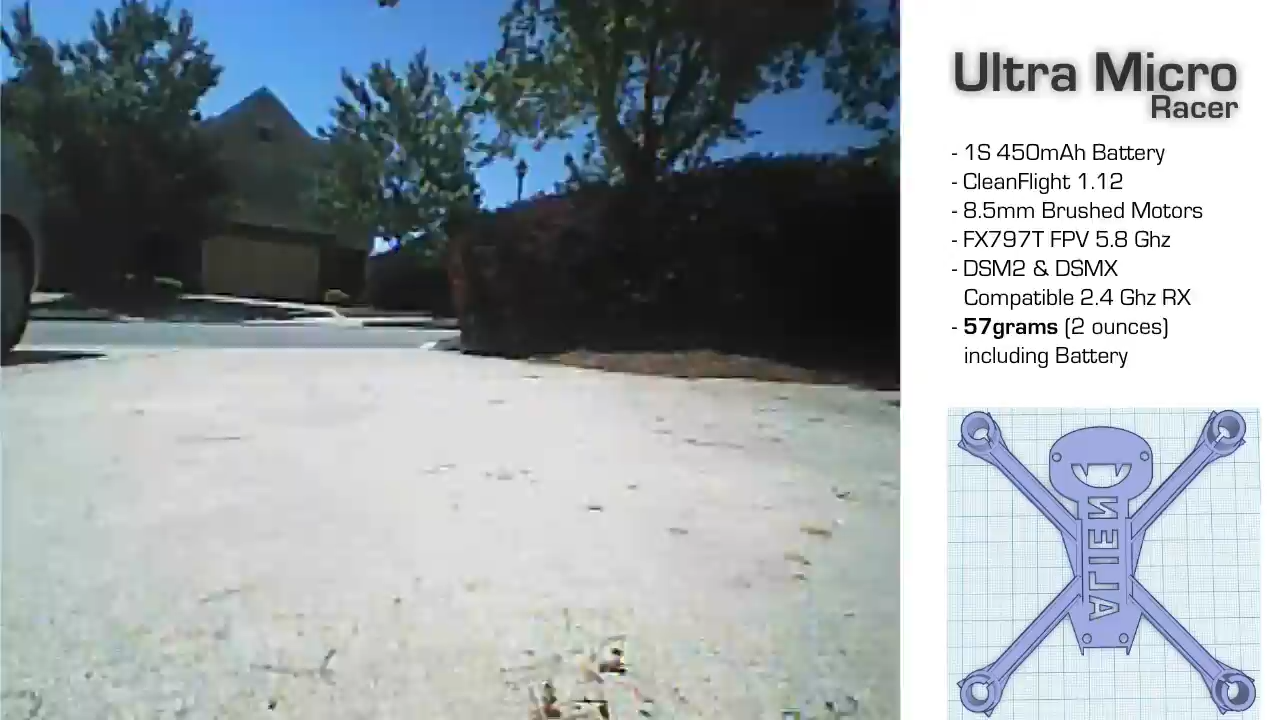 Ultra Micro
Racer
- 1S 450mAh Battery
- CleanFlight 1.12
- 8.5mm Brushed Motors
- FX797T FPV 5.8 Ghz
- DSM2 & DSMX
Compatible 2.4 Ghz RX
- 57grams (2 ounces)
including Battery
ALIEN